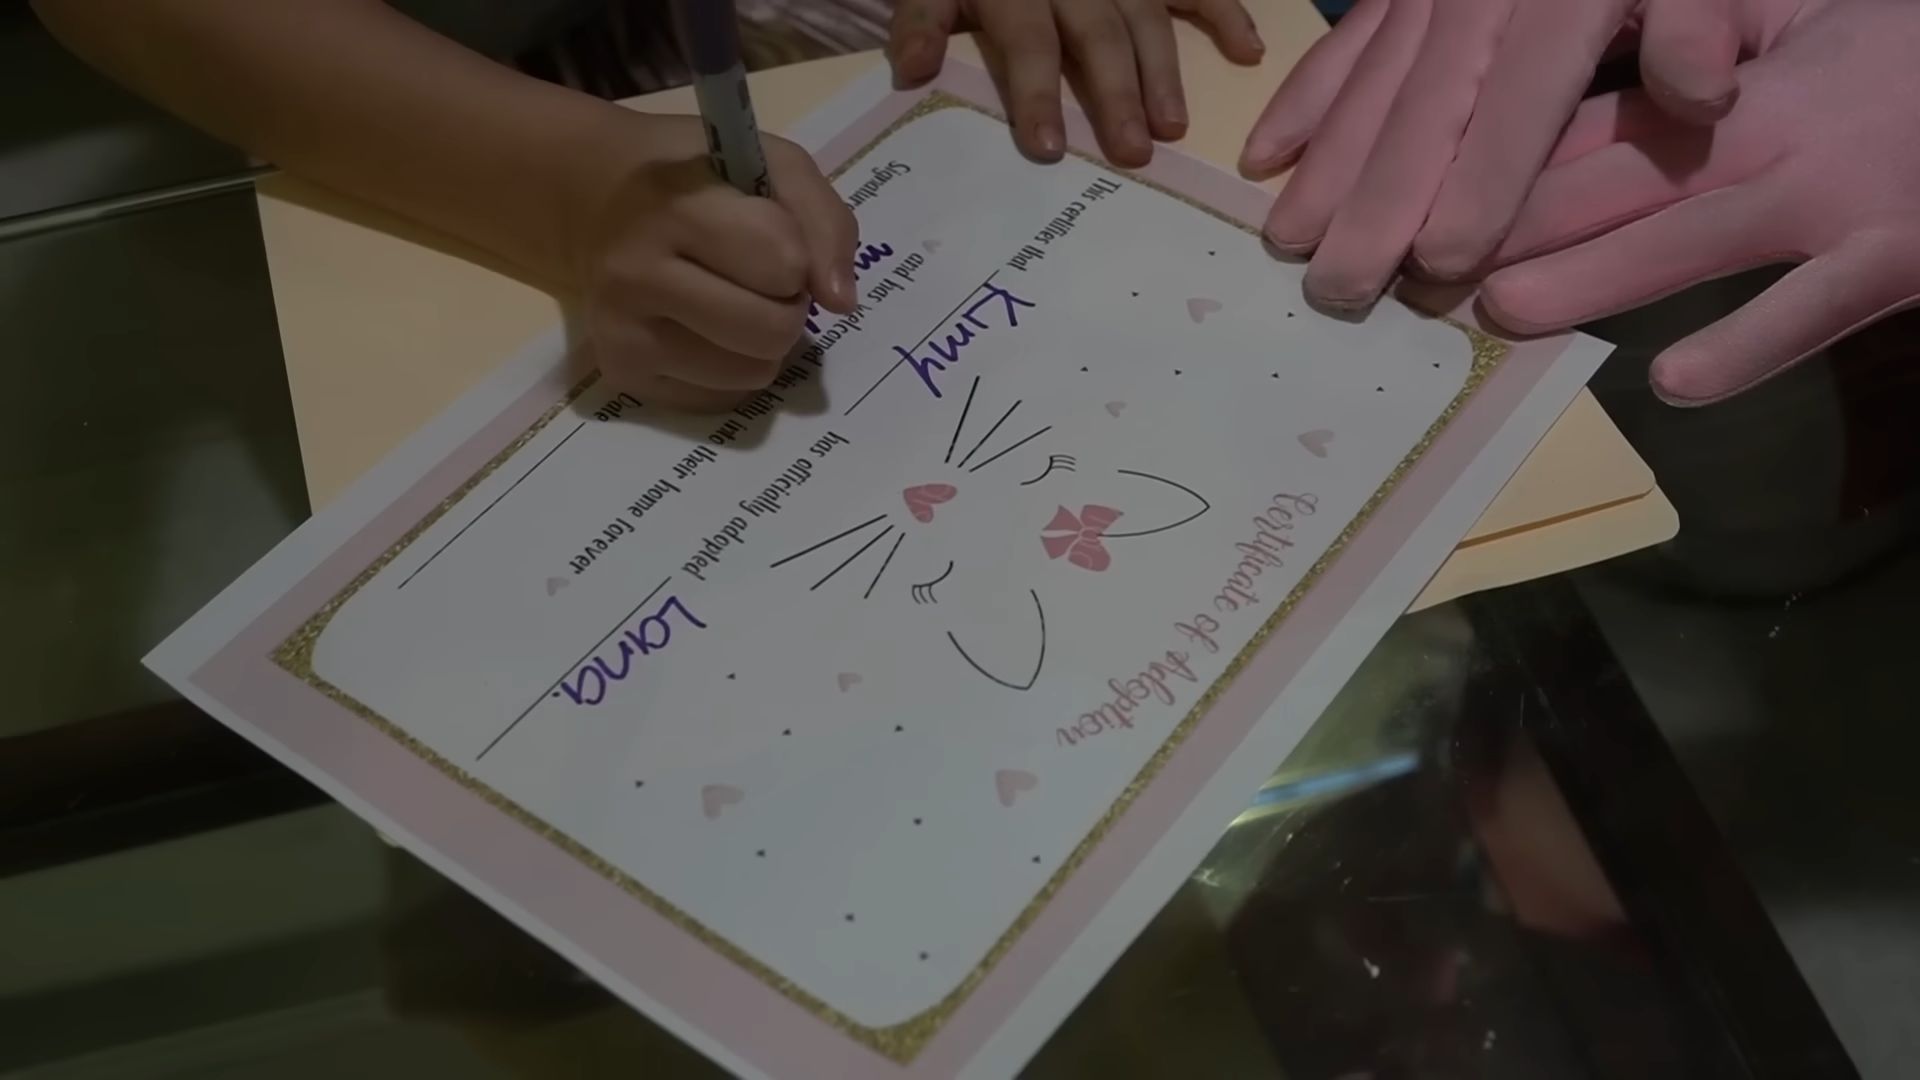 Certificate of Adoption
This certifies that Kimy has officially adopted Lana.
and has welcomed this kitty into their home forever
Date